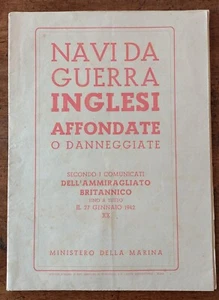 NAVI DA
GUERRA
INGLESI
AFFONDATE
O DANNEGGIATE
SECONDO I COMUNICATI
DELL'AMMIRAGLIATO
BRITANNICO
FINO A TUTTO
IL 27 GENNAIO 1942
XX
MINISTERO DELLA MARINA